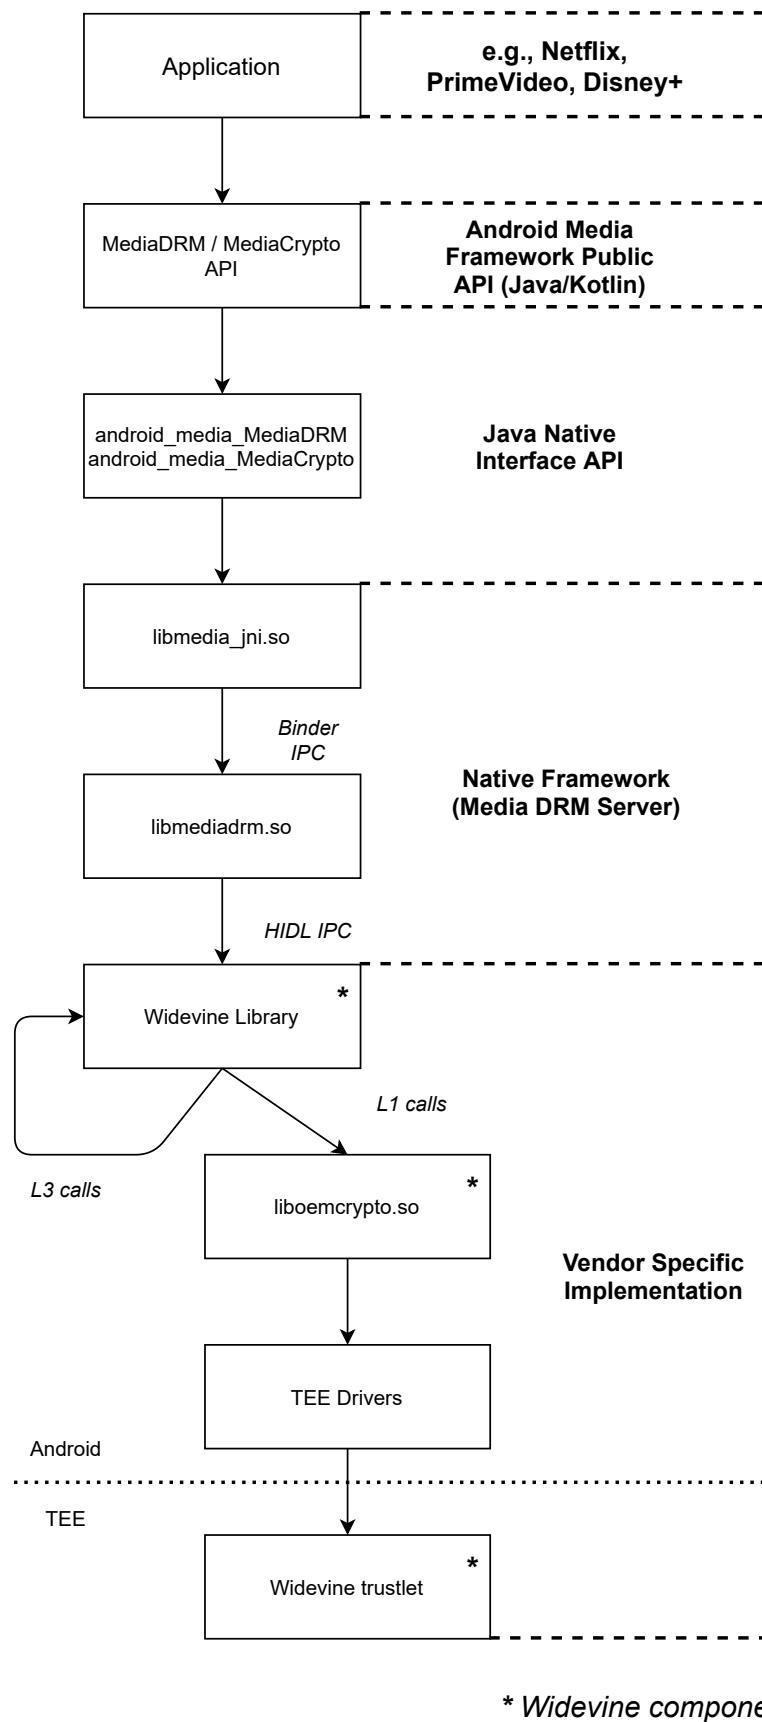 Application
e.g., Netflix,
PrimeVideo, Disney+
MediaDRM / MediaCrypto
API
Android Media
Framework Public
API (Java/Kotlin)
android_media_MediaDRM
android_media_MediaCrypto
Java Native
Interface API
libmedia_jni.so
Binder
IPC
libmediadrm.so
Native Framework
(Media DRM Server)
HIDL IPC
Widevine Library
*
L1 calls
L3 calls
liboemcrypto.so
*
Vendor Specific
Implementation
TEE Drivers
Android
TEE
Widevine trustlet
*
* Widevine